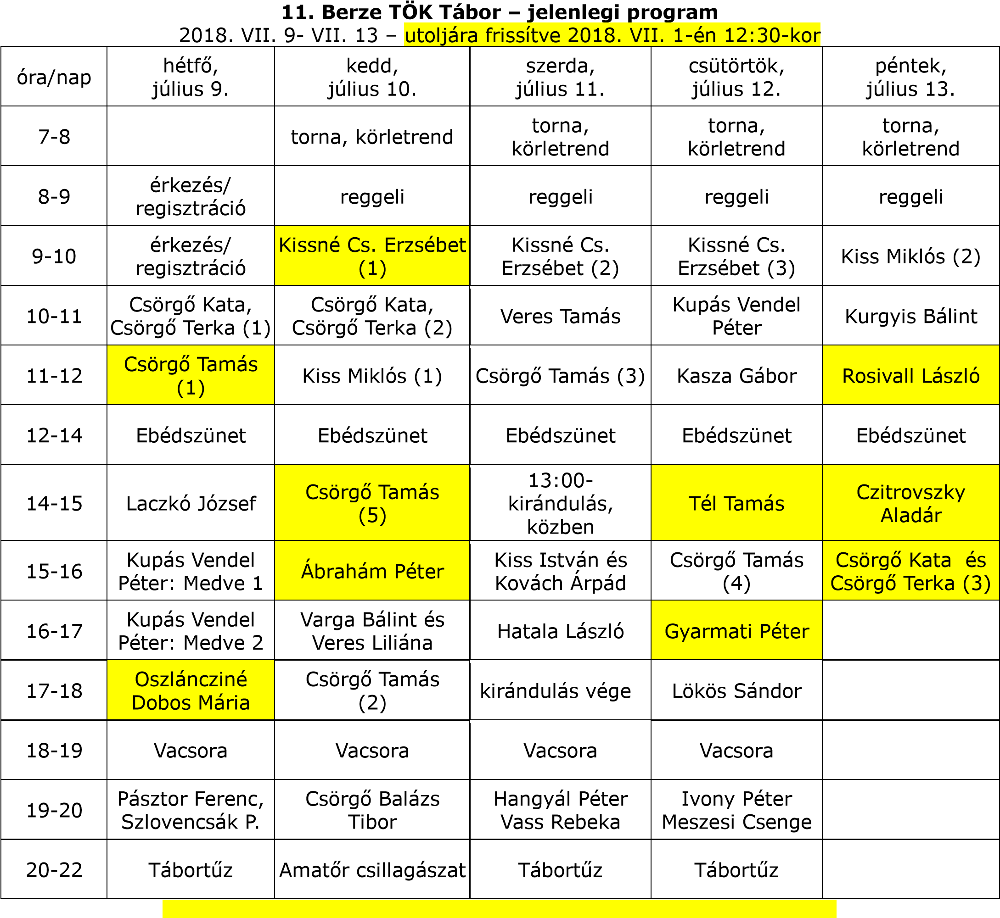 11. Berze TÖK Tábor – jelenlegi program
2018. VII. 9- VII. 13 – utoljára frissítve 2018. VII. 1-én 12:30-kor
óra/nap
hétfő,
július 9.
kedd,
július 10.
szerda,
július 11.
csütörtök,
július 12.
péntek,
július 13.
7-8
torna, körletrend
torna,
körletrend
torna,
körletrend
torna,
körletrend
8-9
érkezés/
regisztráció
reggeli
reggeli
reggeli
reggeli
9-10
érkezés/
regisztráció
Kissné Cs. Erzsébet
(1)
Kissné Cs.
Erzsébet (2)
Kissné Cs.
Erzsébet (3)
Kiss Miklós (2)
10-11
Csörgő Kata,
Csörgő Terka (1)
Csörgő Kata,
Csörgő Terka (2)
Veres Tamás
Kupás Vendel
Péter
Kurgyis Bálint
11-12
Csörgő Tamás
(1)
Kiss Miklós (1)
Csörgő Tamás (3)
Kasza Gábor
Rosivall László
12-14
Ebédszünet
Ebédszünet
Ebédszünet
Ebédszünet
Ebédszünet
14-15
Laczkó József
Csörgő Tamás
(5)
13:00-
kirándulás,
közben
Tél Tamás
Czitrovszky
Aladár
15-16
Kupás Vendel
Péter: Medve 1
Ábrahám Péter
Kiss István és
Kovách Árpád
Csörgő Tamás
(4)
Csörgő Kata  és
Csörgő Terka (3)
16-17
Kupás Vendel
Péter: Medve 2
Varga Bálint és
Veres Liliána
Hatala László
Gyarmati Péter
17-18
Oszláncziné
Dobos Mária
Csörgő Tamás
(2)
kirándulás vége
Lökös Sándor
18-19
Vacsora
Vacsora
Vacsora
Vacsora
19-20
Pásztor Ferenc,
Szlovencsák P.
Csörgő Balázs
Tibor
Hangyál Péter
Vass Rebeka
Ivony Péter
Meszesi Csenge
20-22
Tábortűz
Amatőr csillagászat
Tábortűz
Tábortűz